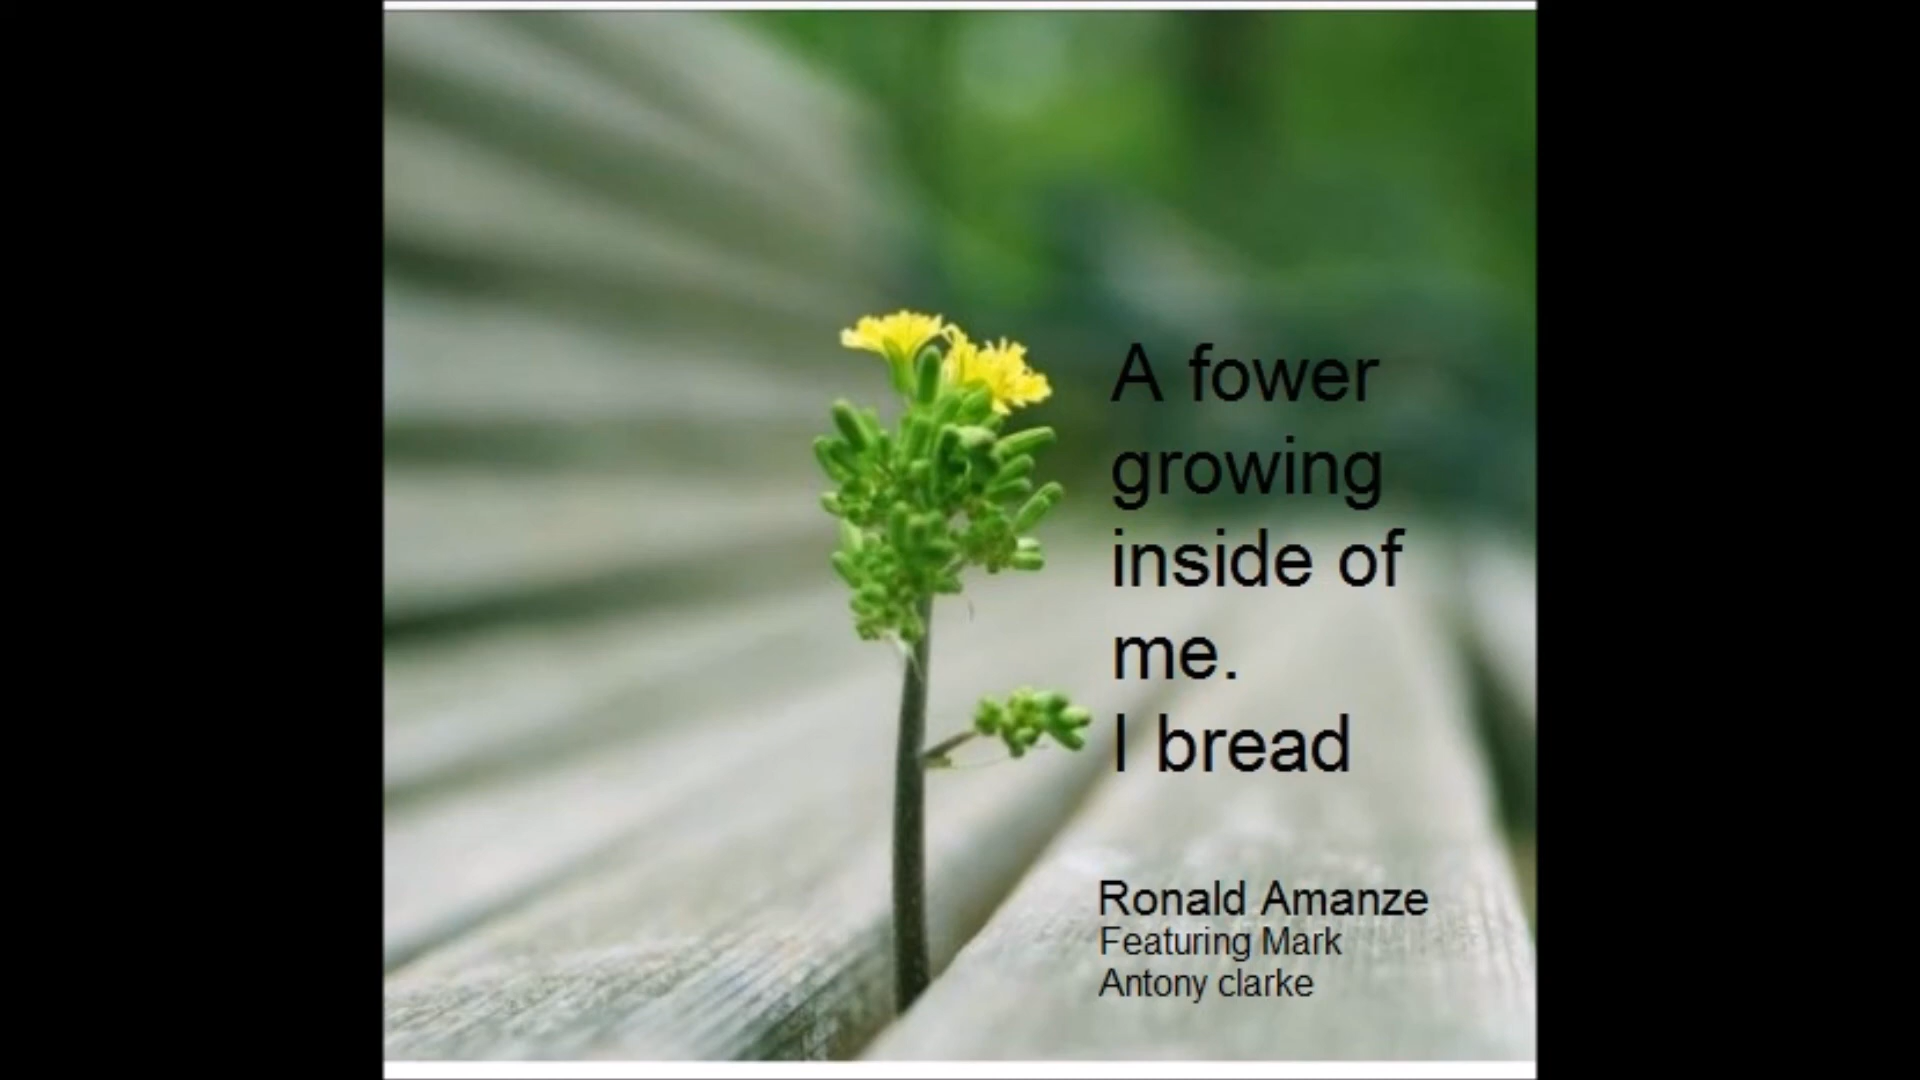 A fower
growing
inside of
me.
I bread
Ronald Amanze
Featuring Mark
Antony clarke